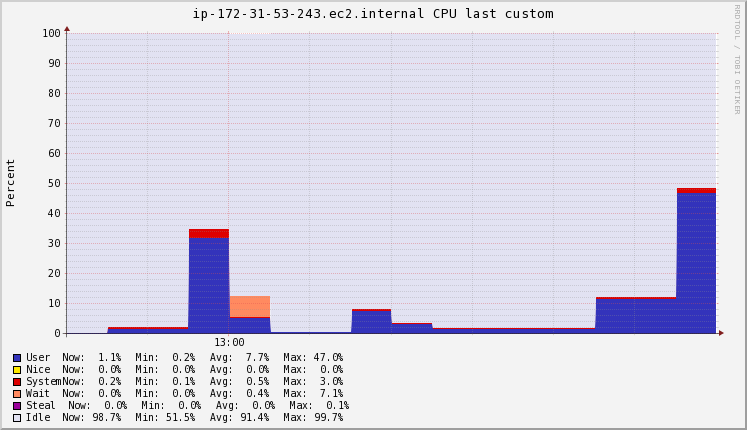 ip-172-31-53-243.ec2.internal CPU last custom
RRDTOOL / TOBI OETIKER
Percent
100
90
80
70
60
50
40
30
20
10
0
13:00
User Now: 1.1% Min: 0.2% Avg: 7.7% Max: 47.0%
Nice Now: 0.0% Min: 0.0% Avg: 0.0% Max: 0.0%
System Now: 0.2% Min: 0.1% Avg: 0.5% Max: 3.0%
Wait Now: 0.0% Min: 0.0% Avg: 0.4% Max: 7.1%
Steal Now: 0.0% Min: 0.0% Avg: 0.0% Max: 0.1%
Idle Now: 98.7% Min: 51.5% Avg: 91.4% Max: 99.7%